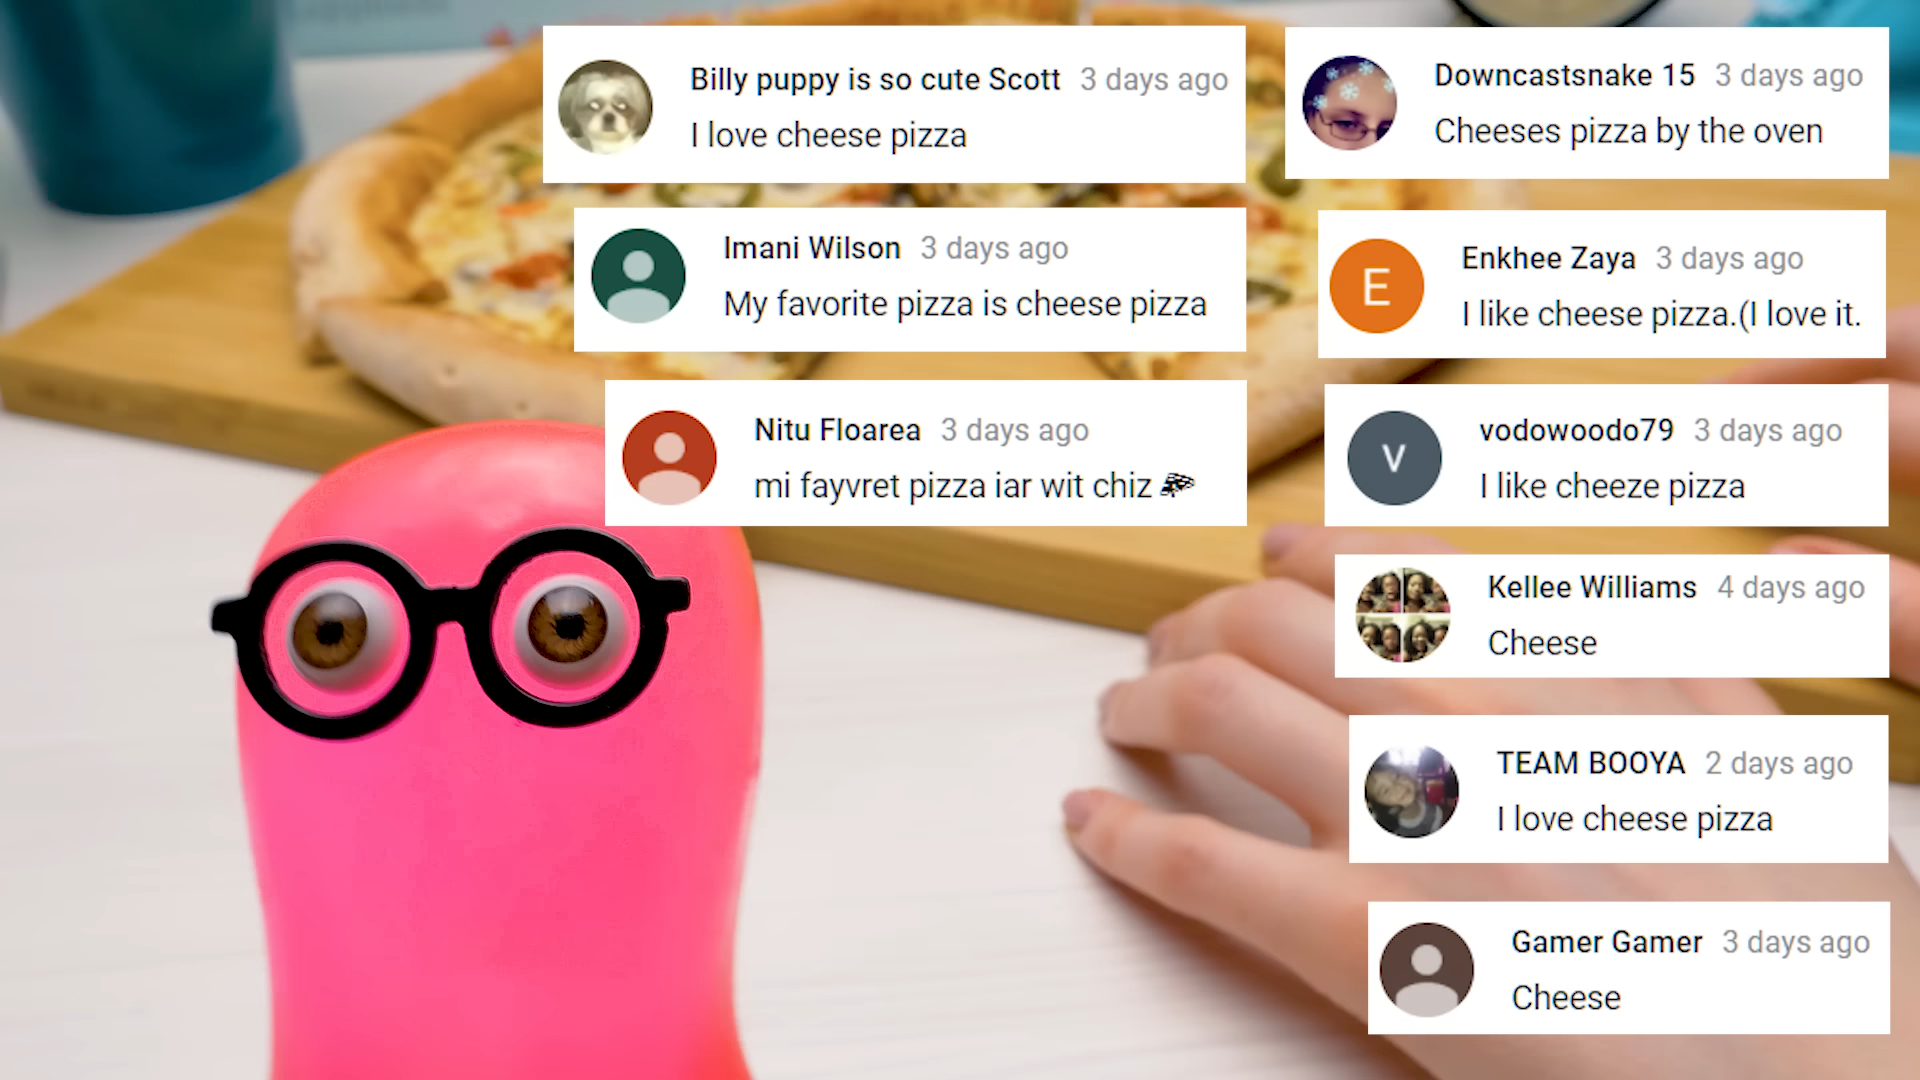 Billy puppy is so cute Scott 3 days ago
I love cheese pizza
Imani Wilson 3 days ago
My favorite pizza is cheese pizza
Nitu Floarea 3 days ago
mi fayvret pizza iar wit chiz 🍕
Downcastsnake 15 3 days ago
Cheeses pizza by the oven
E
Enkhee Zaya 3 days ago
I like cheese pizza.(I love it.
v
vodowoodo79 3 days ago
I like cheeze pizza
Kellee Williams 4 days ago
Cheese
TEAM BOOYA 2 days ago
I love cheese pizza
Gamer Gamer 3 days ago
Cheese